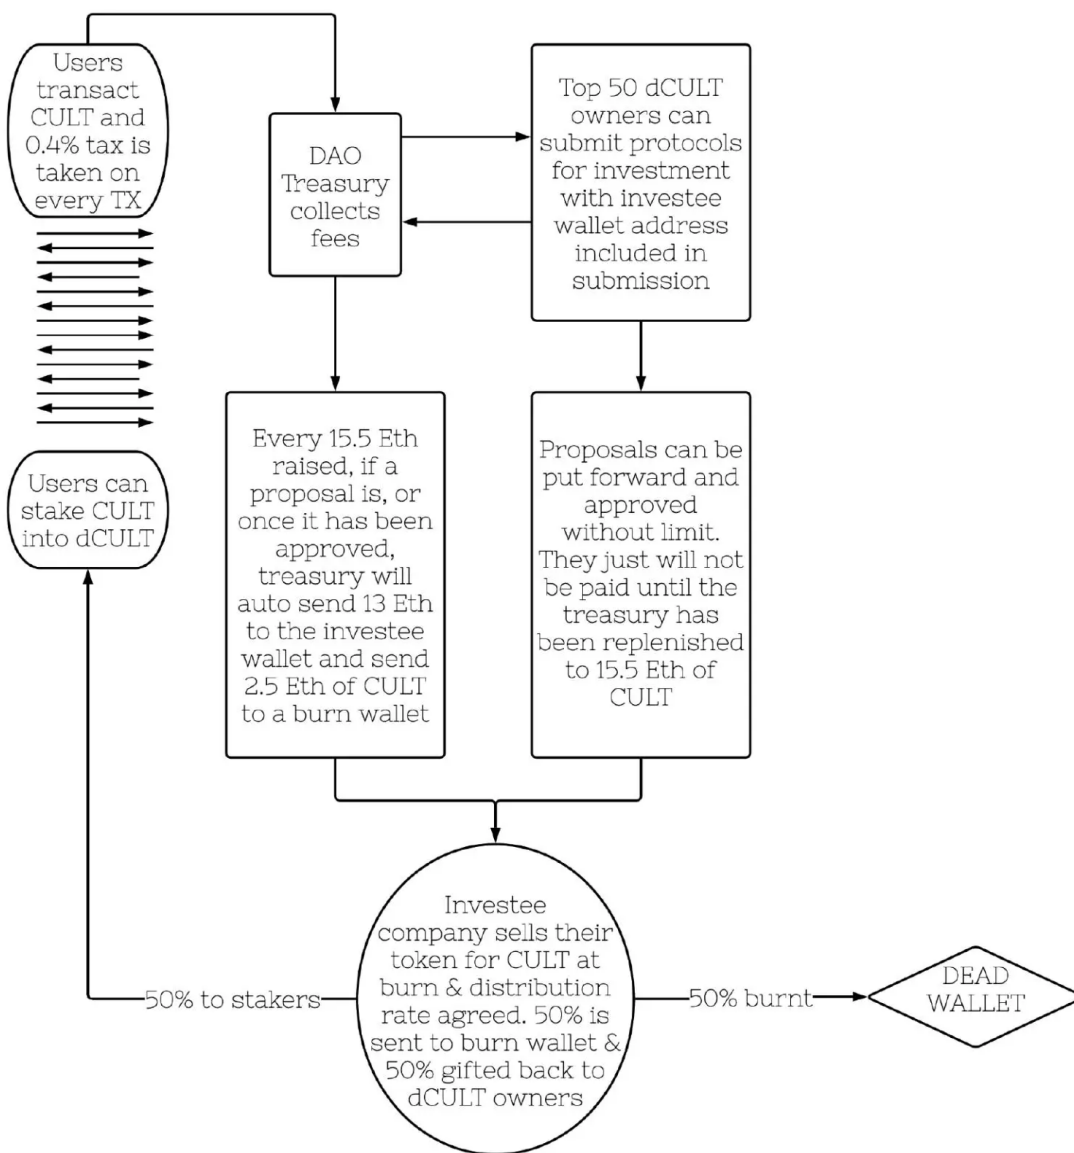 Users
transact
CULT and
0.4% tax is
taken on
every TX
DAO
Treasury
collects
fees
Top 50 dCULT
owners can
submit protocols
for investment
with investee
wallet address
included in
submission
Users can
stake CULT
into dCULT
Every 15.5 Eth
raised, if a
proposal is, or
once it has been
approved,
treasury will
auto send 13 Eth
to the investee
wallet and send
2.5 Eth of CULT
to a burn wallet
Proposals can be
put forward and
approved
without limit.
They just will not
be paid until the
treasury has
been replenished
to 15.5 Eth of
CULT
Investee
company sells their
token for CULT at
burn & distribution
rate agreed. 50% is
sent to burn wallet &
50% gifted back to
dCULT owners
50% to stakers
50% burnt
DEAD
WALLET